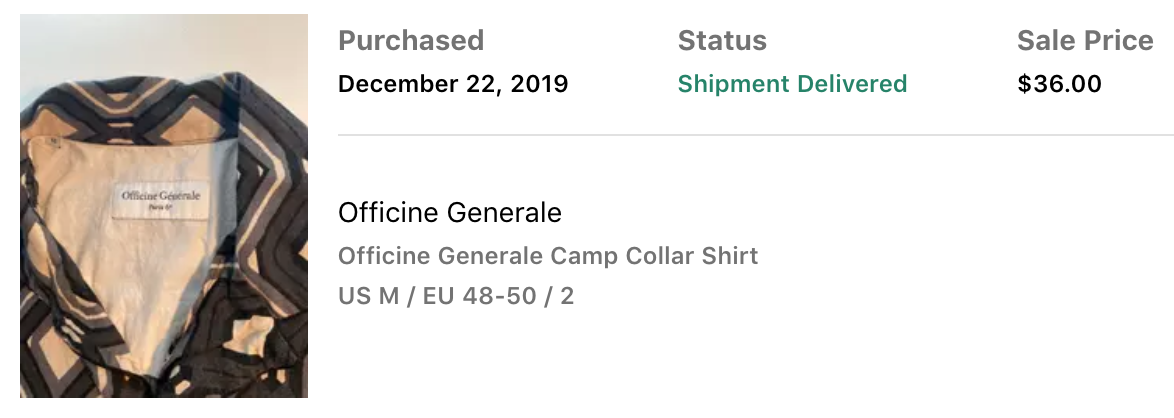 Purchased
December 22, 2019
Status
Shipment Delivered
Sale Price
$36.00
Officine Générale
Paris 6e
Officine Generale
Officine Generale Camp Collar Shirt
US M / EU 48-50 / 2